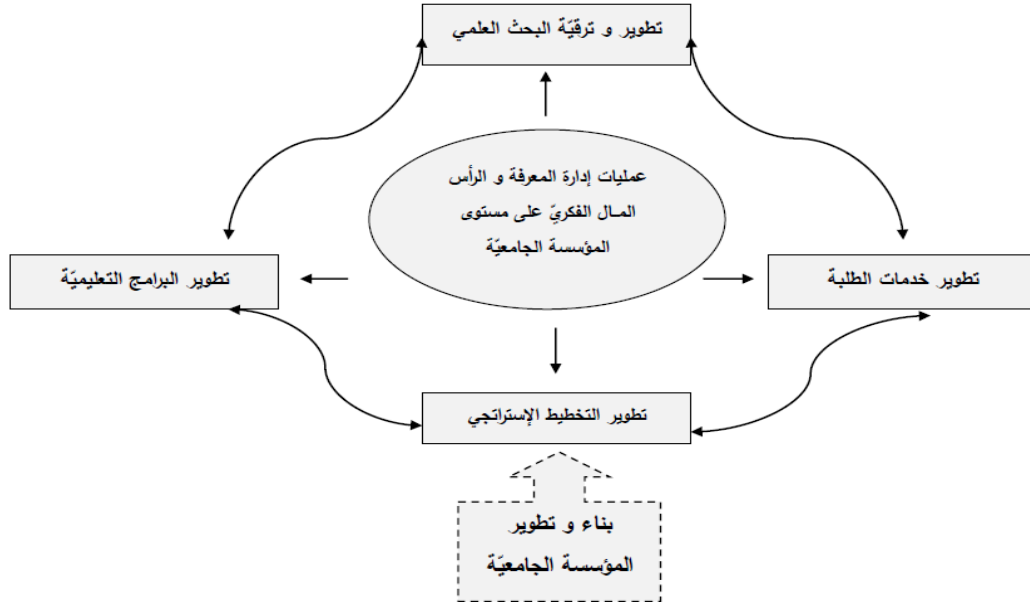 تطوير و ترقيّة البحث العلمي
عمليات إدارة المعرفة و الرأس
المـال الفكريّ على مستوى
المؤسسة الجامعيّة
تطوير خدمات الطلبة
تطوير البرامج التعليميّة
تطوير التخطيط الإستراتجي
بناء و تطوير
المؤسسة الجامعيّة